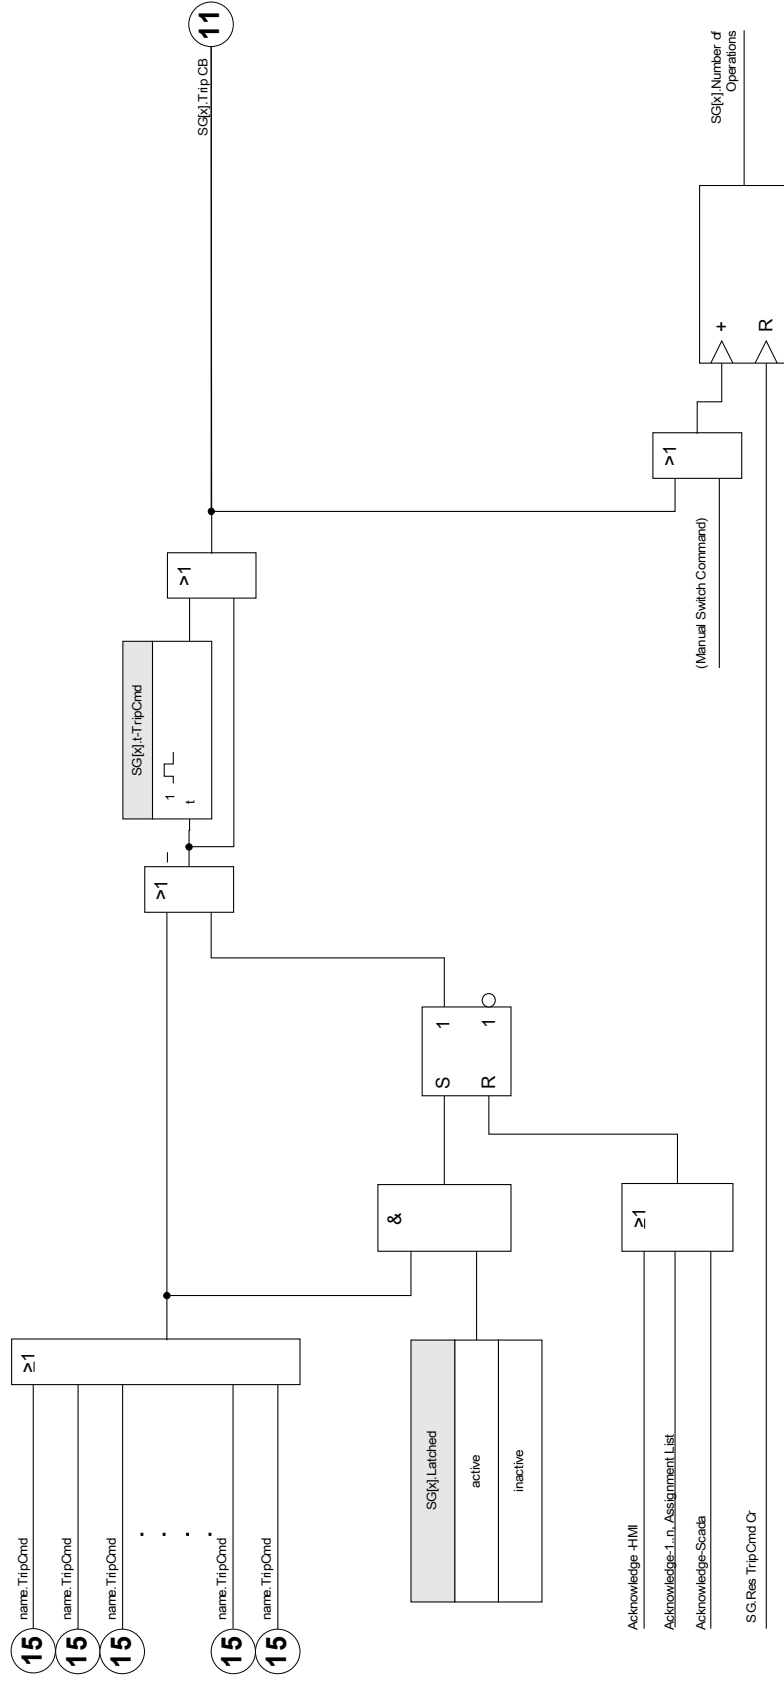 15
name.TripCmd
15
name.TripCmd
15
name.TripCmd
. . . .
15
name.TripCmd
15
name.TripCmd
≥1
SG[x].Latched
active
inactive
&
Acknowledge -HMI
Acknowledge-1..n, Assignment List
Acknowledge-Scada
≥1
S 1
R 1
>1
SG[x].t-TripCmd
1
t
>1
SG[x].Trip CB
11
(Manual Switch Command)
>1
SG.Res TripCmd Cr
+
R
SG[x].Number of
Operations